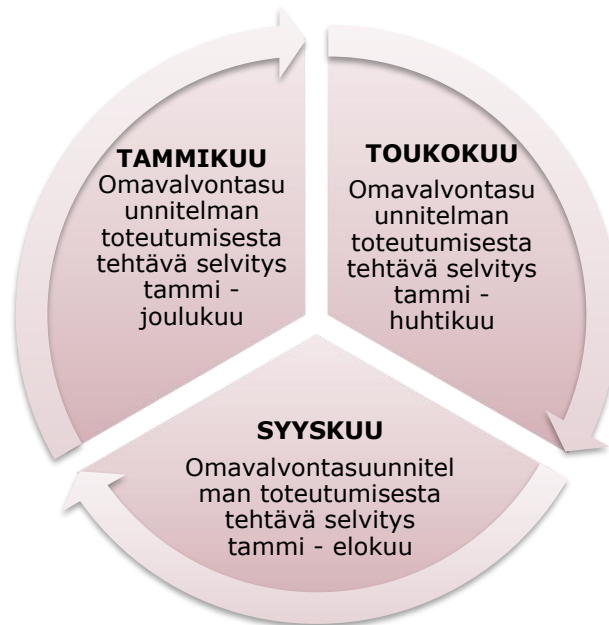 TAMMIKUU
Omavalvontasu
unnitelman
toteutumisesta
tehtävä selvitys
tammi -
joulukuu
TOUKOKUU
Omavalvontasu
unnitelman
toteutumisesta
tehtävä selvitys
tammi -
huhtikuu
SYYSKUU
Omavalvontasuunnitel
man toteutumisesta
tehtävä selvitys
tammi - elokuu